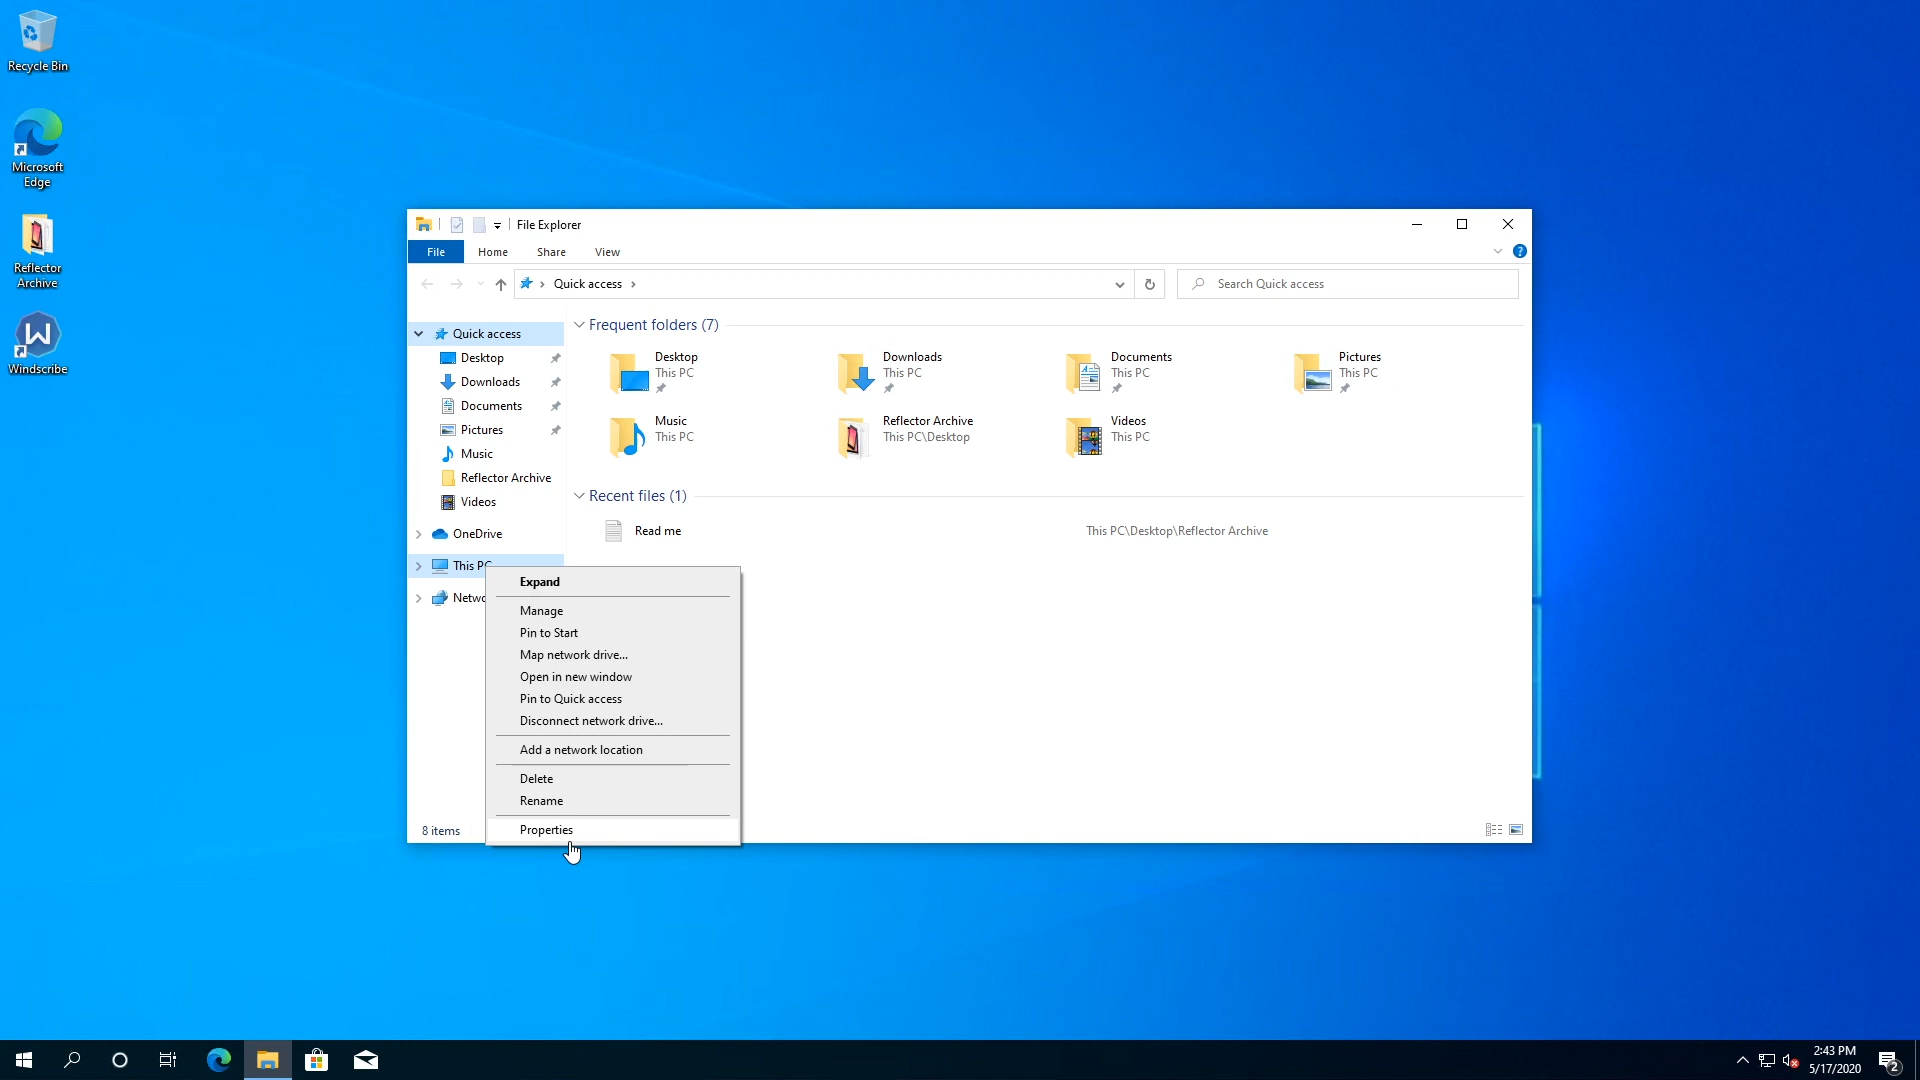 Recycle Bin
Microsoft
Edge
Reflector
Archive
Windscribe
File Explorer
File
Home
Share
View
Quick access
Search Quick access
Quick access
Desktop
Downloads
Documents
Pictures
Music
Reflector Archive
Videos
OneDrive
This PC
Netwo
8 items
Frequent folders (7)
Desktop
This PC
Downloads
This PC
Documents
This PC
Pictures
This PC
Music
This PC
Reflector Archive
This PC\Desktop
Videos
This PC
Recent files (1)
Read me
This PC\Desktop\Reflector Archive
Expand
Manage
Pin to Start
Map network drive...
Open in new window
Pin to Quick access
Disconnect network drive...
Add a network location
Delete
Rename
Properties
2:43 PM
5/17/2020
2